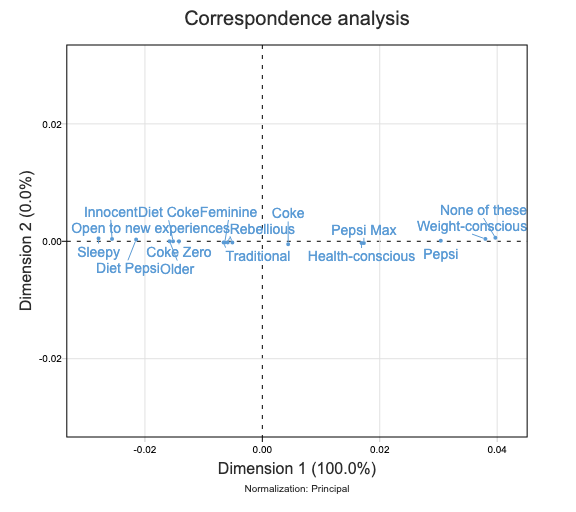 Correspondence analysis
Dimension 2 (0.0%)
0.02
0.00
-0.02
None of these
Innocent
Diet Coke
Feminine
Coke
Open to new experiences
Rebellious
Pepsi Max
Weight-conscious
Sleepy
Coke Zero
Traditional
Health-conscious
Pepsi
Diet Pepsi
Older
-0.02
0.00
0.02
0.04
Dimension 1 (100.0%)
Normalization: Principal